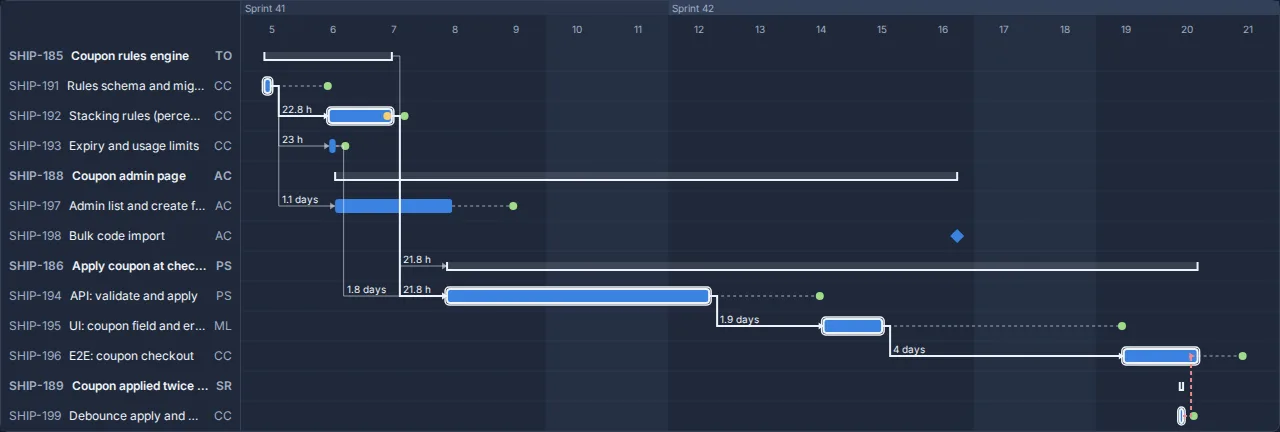 Sprint 41 Sprint 42
5 6 7 8 9 10 11 12 13 14 15 16 17 18 19 20 21
SHIP-185 Coupon rules engine TO
SHIP-191 Rules schema and mig... CC
SHIP-192 Stacking rules (perce... CC 22.8 h
SHIP-193 Expiry and usage limits CC 23 h
SHIP-188 Coupon admin page AC
SHIP-197 Admin list and create f... AC 1.1 days
SHIP-198 Bulk code import AC
SHIP-186 Apply coupon at chec... PS 21.8 h
SHIP-194 API: validate and apply PS 1.8 days 21.8 h
SHIP-195 UI: coupon field and er... ML 1.9 days
SHIP-196 E2E: coupon checkout CC 4 days
SHIP-189 Coupon applied twice ... SR
SHIP-199 Debounce apply and ... CC